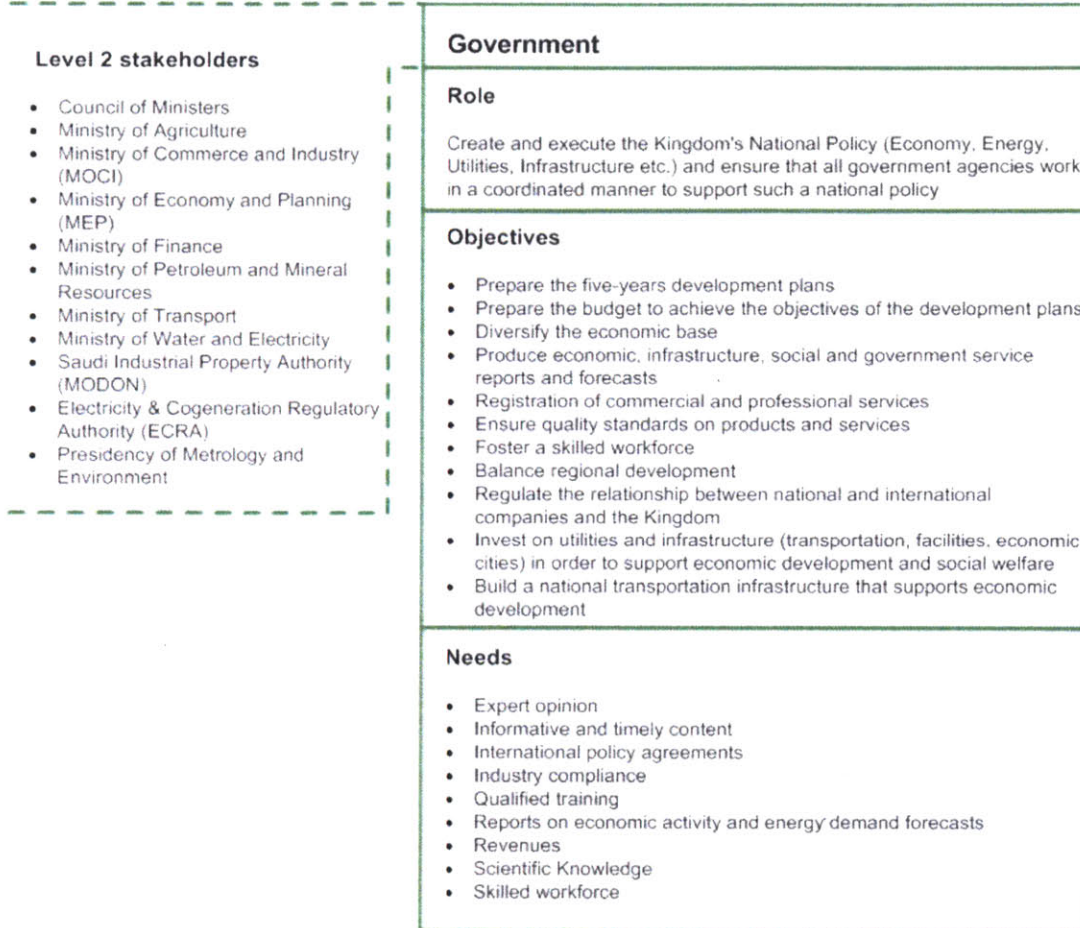 Level 2 stakeholders
• Council of Ministers
• Ministry of Agriculture
• Ministry of Commerce and Industry
(MOCI)
• Ministry of Economy and Planning
(MEP)
• Ministry of Finance
• Ministry of Petroleum and Mineral
Resources
• Ministry of Transport
• Ministry of Water and Electricity
• Saudi Industrial Property Authority
(MODON)
• Electricity & Cogeneration Regulatory
Authority (ECRA)
• Presidency of Metrology and
Environment
Government
Role
Create and execute the Kingdom's National Policy (Economy, Energy,
Utilities, Infrastructure etc.) and ensure that all government agencies work
in a coordinated manner to support such a national policy
Objectives
• Prepare the five-years development plans
• Prepare the budget to achieve the objectives of the development plans
• Diversify the economic base
• Produce economic, infrastructure, social and government service
reports and forecasts
• Registration of commercial and professional services
• Ensure quality standards on products and services
• Foster a skilled workforce
• Balance regional development
• Regulate the relationship between national and international
companies and the Kingdom
• Invest on utilities and infrastructure (transportation, facilities, economic
cities) in order to support economic development and social welfare
• Build a national transportation infrastructure that supports economic
development
Needs
• Expert opinion
• Informative and timely content
• International policy agreements
• Industry compliance
• Qualified training
• Reports on economic activity and energy demand forecasts
• Revenues
• Scientific Knowledge
• Skilled workforce